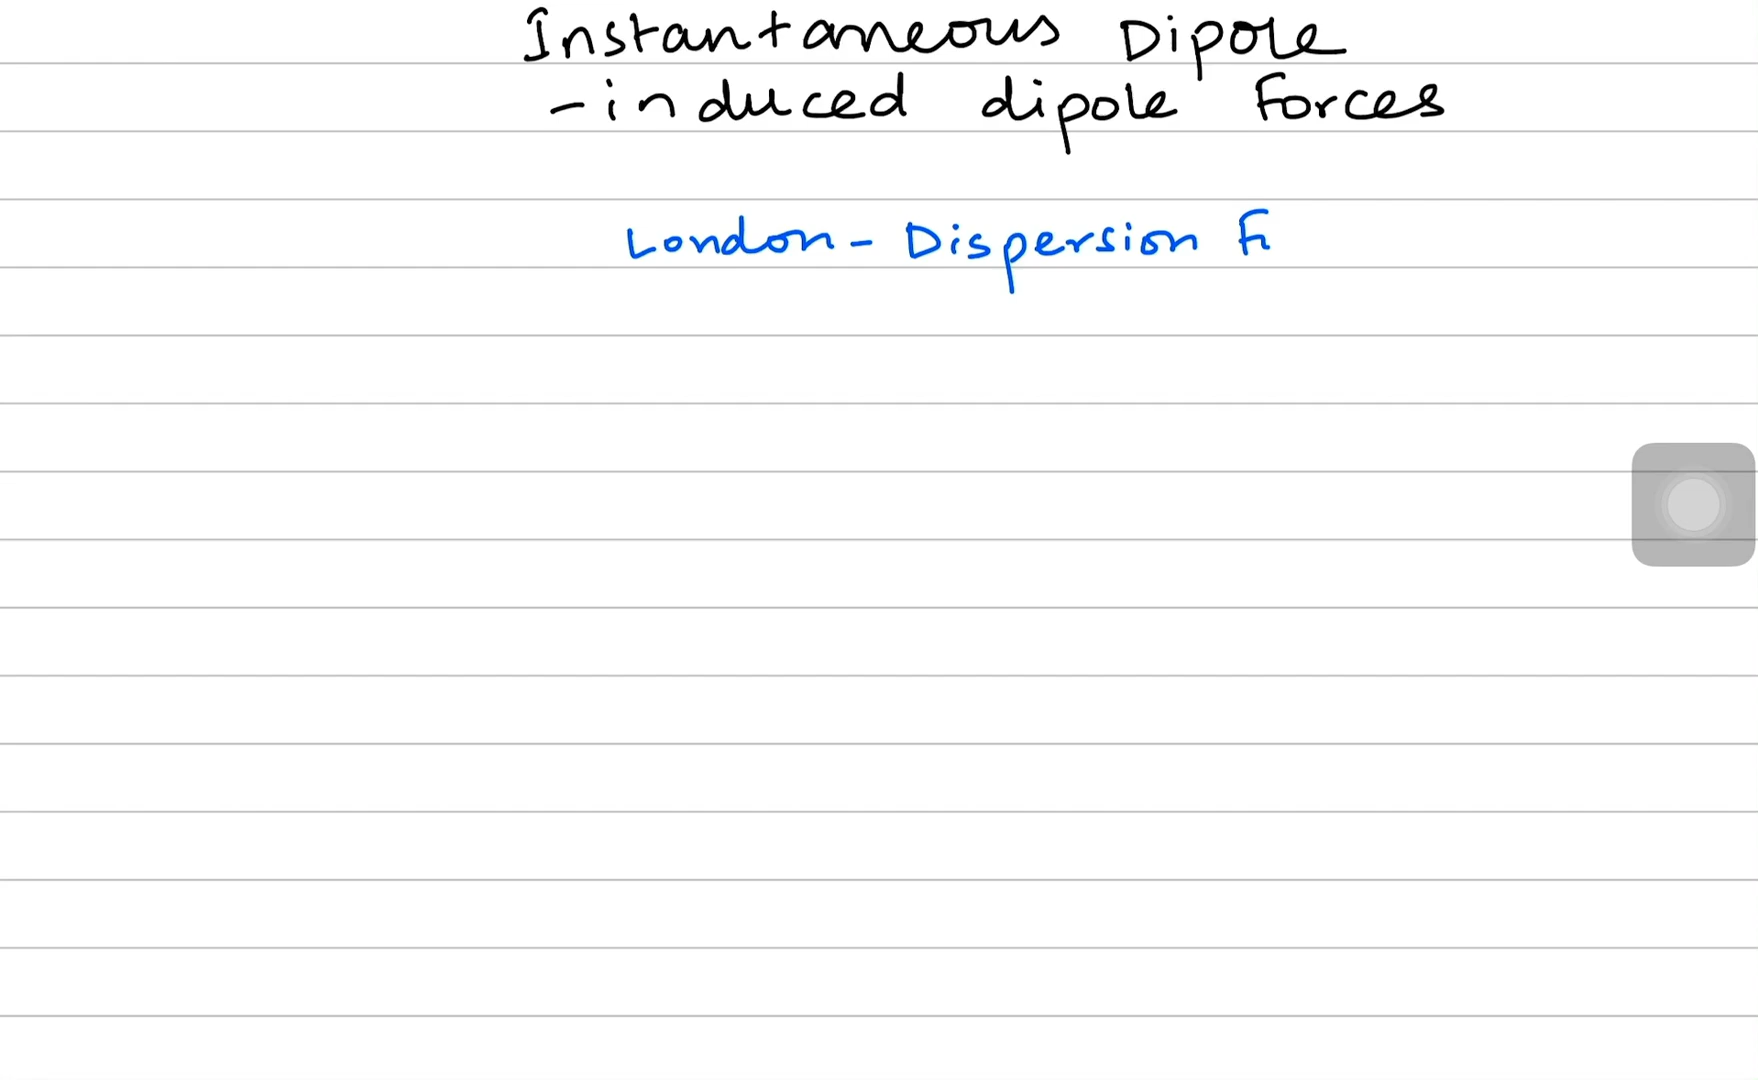 Instantaneous Dipole
- induced dipole Forces
London - Dispersion